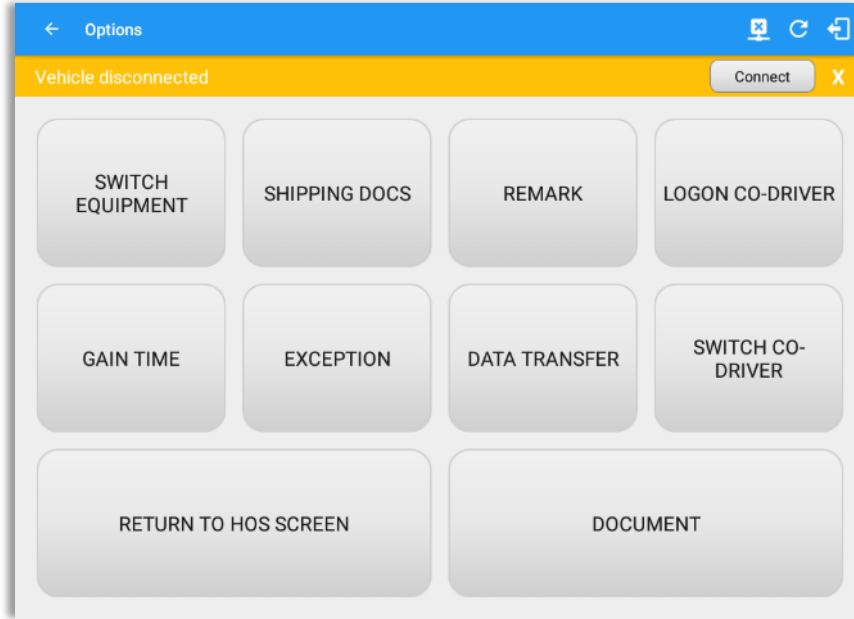 Options
Vehicle disconnected
Connect
X
SWITCH
EQUIPMENT
SHIPPING DOCS
REMARK
LOGON CO-DRIVER
GAIN TIME
EXCEPTION
DATA TRANSFER
SWITCH CO-
DRIVER
RETURN TO HOS SCREEN
DOCUMENT